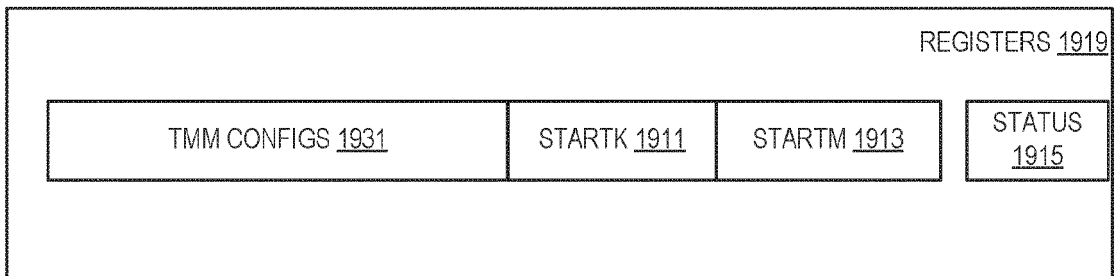 REGISTERS 1919
TMM CONFIGS 1931
STARTK 1911
STARTM 1913
STATUS
1915